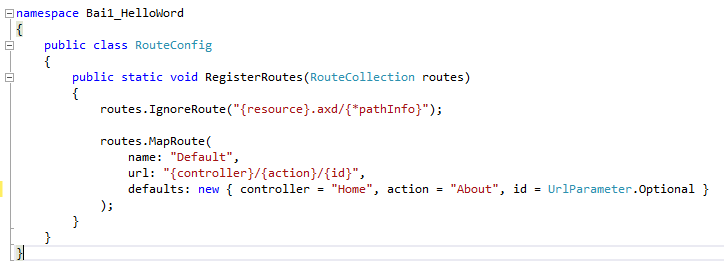 namespace Bai1_HelloWord
{
    public class RouteConfig
    {
        public static void RegisterRoutes(RouteCollection routes)
        {
            routes.IgnoreRoute("{resource}.axd/{*pathInfo}");

            routes.MapRoute(
                name: "Default",
                url: "{controller}/{action}/{id}",
                defaults: new { controller = "Home", action = "About", id = UrlParameter.Optional }
            );
        }
    }
}